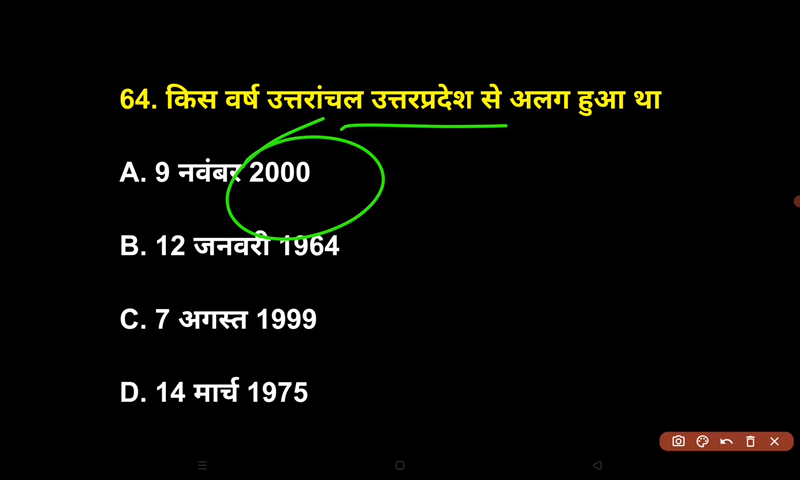 64. किस वर्ष उत्तरांचल उत्तरप्रदेश से अलग हुआ था
A. 9 नवंबर 2000
B. 12 जनवरी 1964
C. 7 अगस्त 1999
D. 14 मार्च 1975